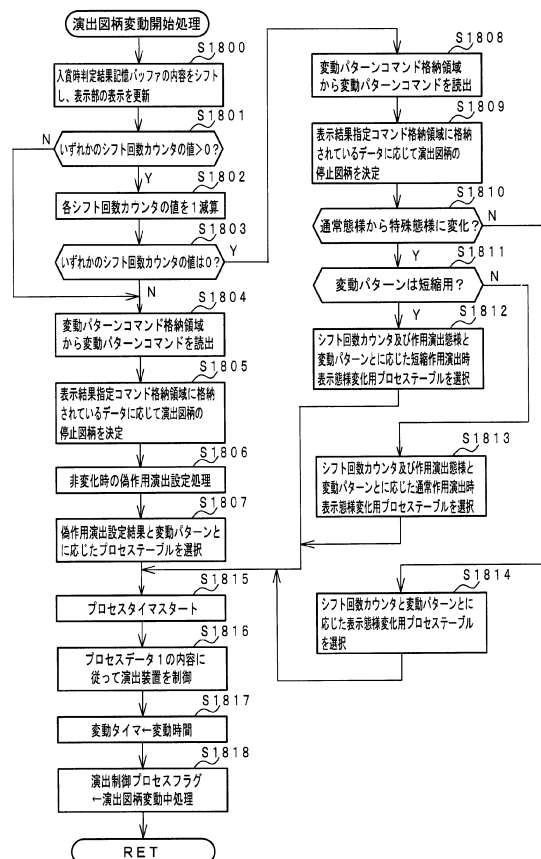 演出図柄変動開始処理
S1800
入賞時判定結果記憶バッファの内容をシフト
し、表示部の表示を更新
S1801
いずれかのシフト回数カウンタの値>0?
N
Y
S1802
各シフト回数カウンタの値を1減算
S1803
いずれかのシフト回数カウンタの値は0?
Y
N
S1804
変動パターンコマンド格納領域
から変動パターンコマンドを読出
S1805
表示結果指定コマンド格納領域に格納
されているデータに応じて演出図柄の
停止図柄を決定
S1806
非変化時の偽作用演出設定処理
S1807
偽作用演出設定結果と変動パターンと
に応じたプロセステーブルを選択
S1808
変動パターンコマンド格納領域
から変動パターンコマンドを読出
S1809
表示結果指定コマンド格納領域に格納
されているデータに応じて演出図柄の
停止図柄を決定
S1810
通常態様から特殊態様に変化?
N
Y
S1811
変動パターンは短縮用?
N
Y
S1812
シフト回数カウンタ及び作用演出態様と
変動パターンとに応じた短縮作用演出時
表示態様変化用プロセステーブルを選択
S1813
シフト回数カウンタ及び作用演出態様と
変動パターンとに応じた通常作用演出時
表示態様変化用プロセステーブルを選択
S1814
シフト回数カウンタと変動パターンとに
応じた表示態様変化用プロセステーブル
を選択
S1815
プロセスタイマスタート
S1816
プロセスデータ1の内容に
従って演出装置を制御
S1817
変動タイマ←変動時間
S1818
演出制御プロセスフラグ
←演出図柄変動中処理
RET